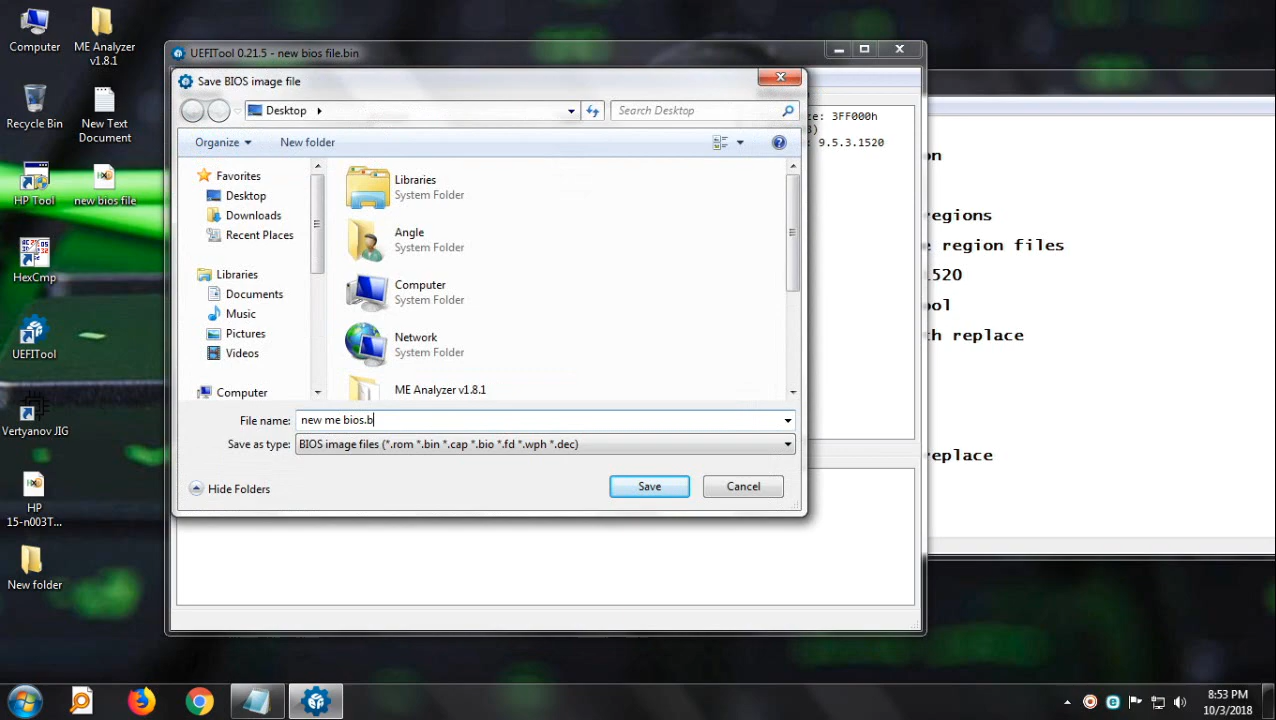 Computer
ME Analyzer
v1.8.1
Recycle Bin
New Text
Document
HP Tool
new bios file
HexCmp
UEFITool
Vertyanov JIG
HP
15-n003T...
New folder
UEFITool 0.21.5 - new bios file.bin
Save BIOS image file
Desktop
Search Desktop
Organize
New folder
Favorites
Desktop
Downloads
Recent Places
Libraries
Documents
Music
Pictures
Videos
Computer
Libraries
System Folder
Angle
System Folder
Computer
System Folder
Network
System Folder
ME Analyzer v1.8.1
File name: new me bios.b
Save as type: BIOS image files (*.rom *.bin *.cap *.bio *.fd *.wph *.dec)
Hide Folders
Save
Cancel
e: 3FF000h
: 9.5.3.1520
on
regions
e region files
1520
ool
th replace
replace
8:53 PM
10/3/2018